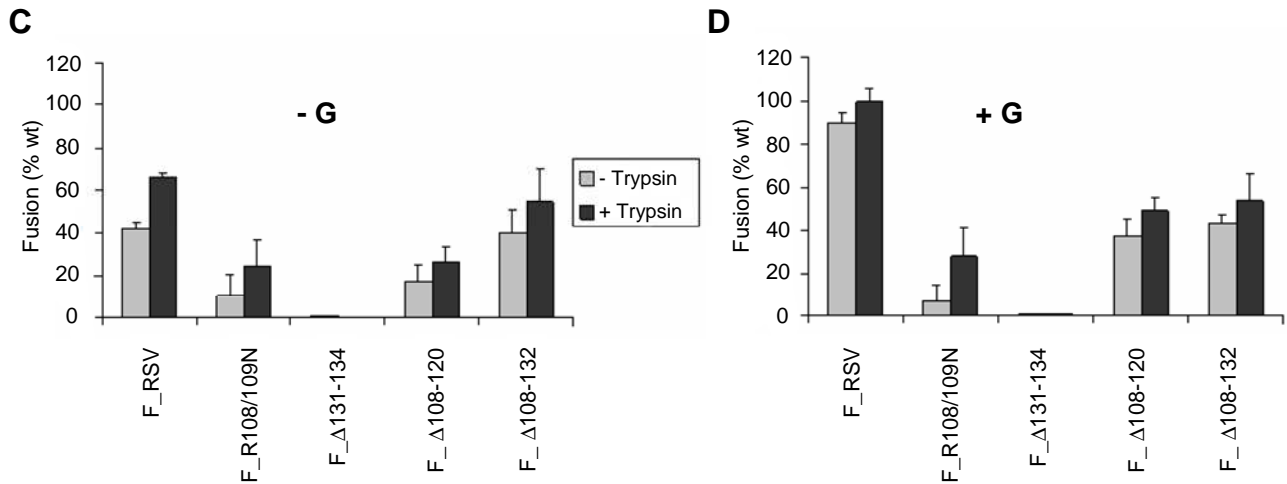 C
120
100
80
60
40
20
0
Fusion (% wt)
- G
F_RSV
F_R108/109N
F_Δ131-134
F_ Δ108-120
F_ Δ108-132
- Trypsin
+ Trypsin
D
120
100
80
60
40
20
0
Fusion (% wt)
+ G
F_RSV
F_R108/109N
F_Δ131-134
F_ Δ108-120
F_ Δ108-132